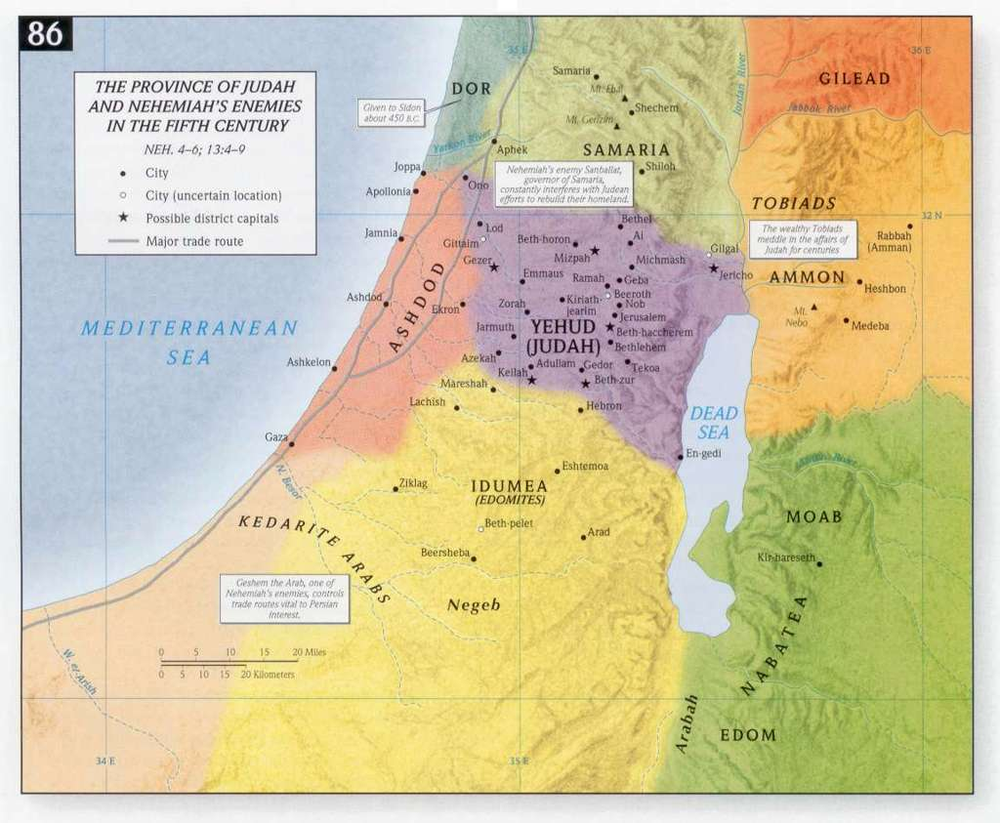 86
THE PROVINCE OF JUDAH
AND NEHEMIAH'S ENEMIES
IN THE FIFTH CENTURY
NEH. 4–6; 13:4–9
City
City (uncertain location)
Possible district capitals
Major trade route
35 E
36 E
DOR
Given to Sidon
about 450 B.C.
Yarkon River
Samaria
Mt. Ebal
Shechem
Mt. Gerizim
SAMARIA
Shiloh
Jordan River
GILEAD
Jabbok River
Aphek
Nehemiah's enemy Sanballat,
governor of Samaria,
constantly interferes with Judean
efforts to rebuild their homeland.
Joppa
Ono
Apollonia
TOBIADS
32 N
The wealthy Tobiads
meddle in the affairs of
Judah for centuries
Rabbah
(Amman)
Jamnia
Lod
Gittaim
Gezer
Beth-horon
Mizpah
Bethel
Ai
Michmash
Gilgal
Jericho
AMMON
Heshbon
Mt.
Nebo
Medeba
Emmaus
Ramah
Geba
Beeroth
Nob
Ashdod
ASHDOD
Ekron
Zorah
Kiriath-
jearim
Jerusalem
MEDITERRANEAN
SEA
Jarmuth
YEHUD
(JUDAH)
Beth-haccherem
Bethlehem
Azekah
Adullam
Gedor
Tekoa
Ashkelon
Keilah
Beth-zur
Mareshah
Lachish
Hebron
DEAD
SEA
Gaza
En-gedi
N. Besor
Ziklag
IDUMEA
(EDOMITES)
Eshtemoa
Arnon River
MOAB
KEDARITE ARABS
Beth-pelet
Arad
Beersheba
Kir-hareseth
Geshem the Arab, one of
Nehemiah's enemies, controls
trade routes vital to Persian
interest.
Negeb
NABATEA
0 5 10 15 20 Miles
0 5 10 15 20 Kilometers
W. el-Arish
Arabah
EDOM
34 E
35 E